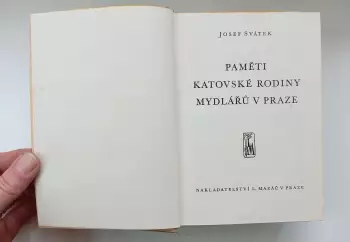 JOSEF SVÁTEK
PAMĚTI
KATOVSKÉ RODINY
MYDLÁŘŮ V PRAZE
NAKLADATELSTVÍ L. MAZÁČ V PRAZE